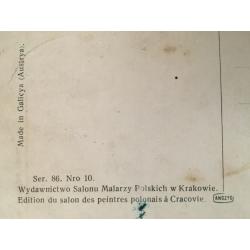 Made in Galicya (Austrya).
Ser. 86. Nro 10.
Wydawnictwo Salonu Malarzy Polskich w Krakowie.
Edition du salon des peintres polonais à Cracovie.